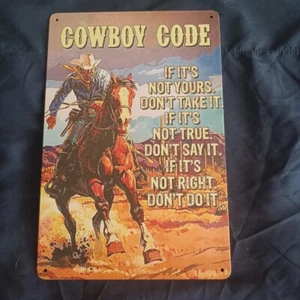 COWBOY CODE
IF IT'S
NOT YOURS.
DON'T TAKE IT.
IF IT'S
NOT TRUE.
DON'T SAY IT.
IF IT'S
NOT RIGHT.
DON'T DO IT.